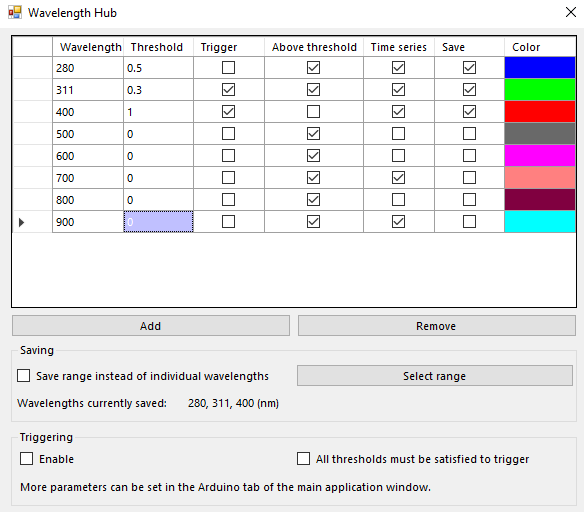 Wavelength Hub
Wavelength Threshold Trigger Above threshold Time series Save Color
280 0.5
311 0.3
400 1
500 0
600 0
700 0
800 0
900 0
Add Remove
Saving
Save range instead of individual wavelengths Select range
Wavelengths currently saved: 280, 311, 400 (nm)
Triggering
Enable All thresholds must be satisfied to trigger
More parameters can be set in the Arduino tab of the main application window.